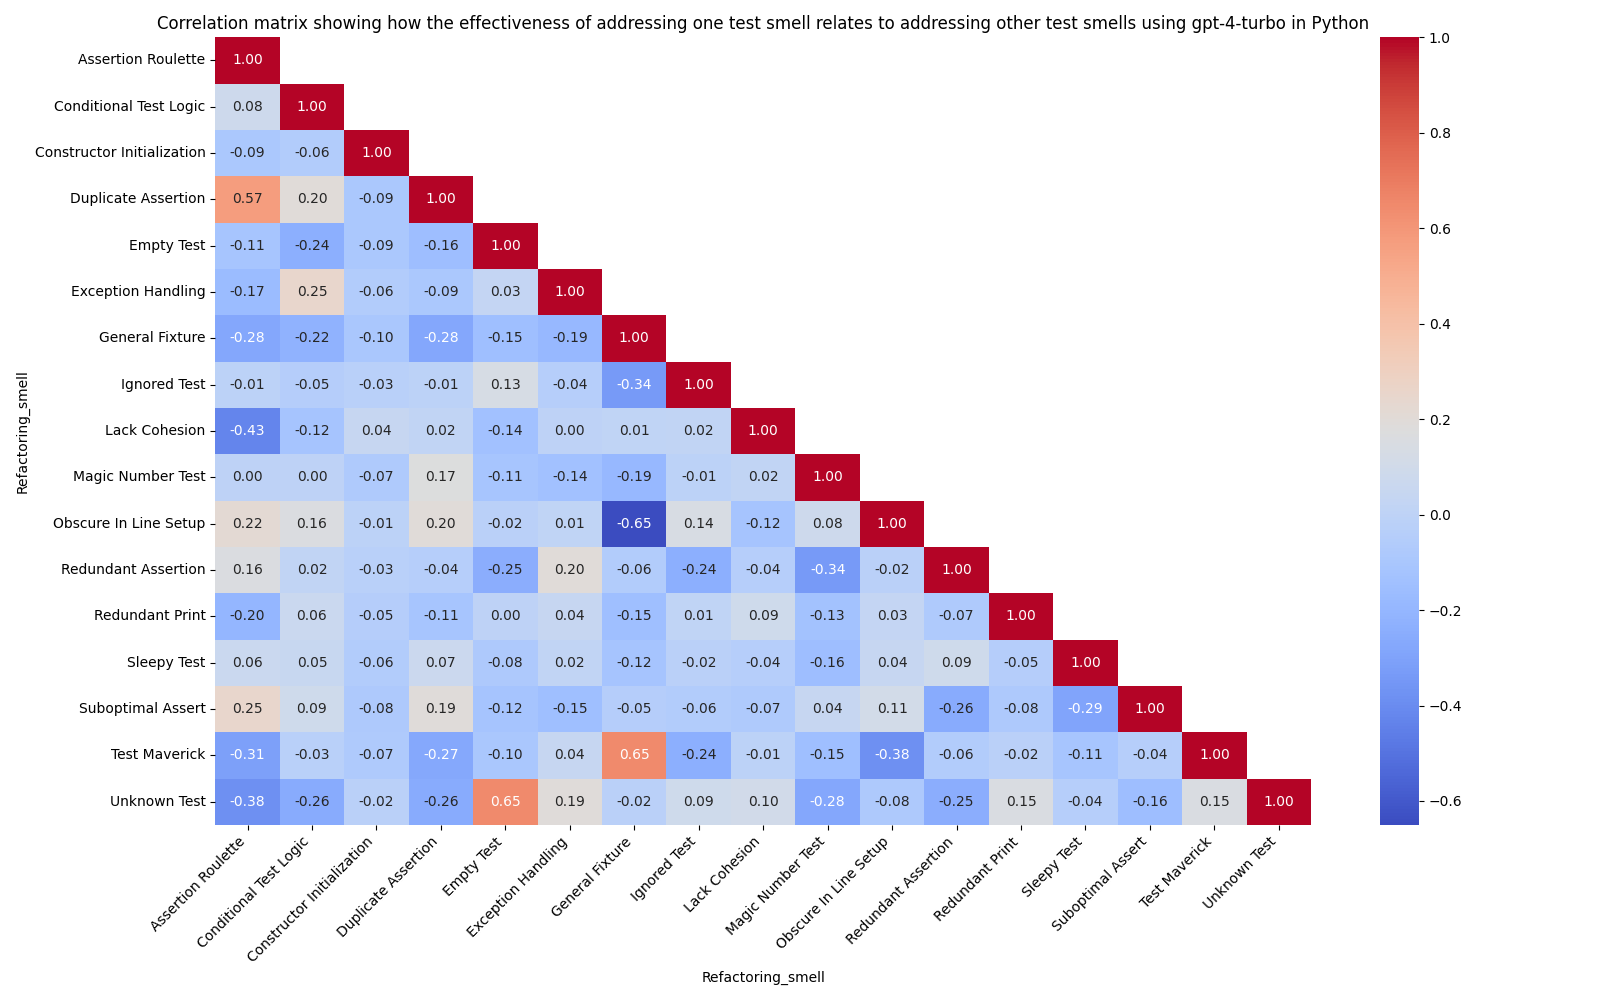 Correlation matrix showing how the effectiveness of addressing one test smell relates to addressing other test smells using gpt-4-turbo in Python
Refactoring_smell
Assertion Roulette 1.00
Conditional Test Logic 0.08 1.00
Constructor Initialization -0.09 -0.06 1.00
Duplicate Assertion 0.57 0.20 -0.09 1.00
Empty Test -0.11 -0.24 -0.09 -0.16 1.00
Exception Handling -0.17 0.25 -0.06 -0.09 0.03 1.00
General Fixture -0.28 -0.22 -0.10 -0.28 -0.15 -0.19 1.00
Ignored Test -0.01 -0.05 -0.03 -0.01 0.13 -0.04 -0.34 1.00
Lack Cohesion -0.43 -0.12 0.04 0.02 -0.14 0.00 0.01 0.02 1.00
Magic Number Test 0.00 0.00 -0.07 0.17 -0.11 -0.14 -0.19 -0.01 0.02 1.00
Obscure In Line Setup 0.22 0.16 -0.01 0.20 -0.02 0.01 -0.65 0.14 -0.12 0.08 1.00
Redundant Assertion 0.16 0.02 -0.03 -0.04 -0.25 0.20 -0.06 -0.24 -0.04 -0.34 -0.02 1.00
Redundant Print -0.20 0.06 -0.05 -0.11 0.00 0.04 -0.15 0.01 0.09 -0.13 0.03 -0.07 1.00
Sleepy Test 0.06 0.05 -0.06 0.07 -0.08 0.02 -0.12 -0.02 -0.04 -0.16 0.04 0.09 -0.05 1.00
Suboptimal Assert 0.25 0.09 -0.08 0.19 -0.12 -0.15 -0.05 -0.06 -0.07 0.04 0.11 -0.26 -0.08 -0.29 1.00
Test Maverick -0.31 -0.03 -0.07 -0.27 -0.10 0.04 0.65 -0.24 -0.01 -0.15 -0.38 -0.06 -0.02 -0.11 -0.04 1.00
Unknown Test -0.38 -0.26 -0.02 -0.26 0.65 0.19 -0.02 0.09 0.10 -0.28 -0.08 -0.25 0.15 -0.04 -0.16 0.15 1.00
Assertion Roulette
Conditional Test Logic
Constructor Initialization
Duplicate Assertion
Empty Test
Exception Handling
General Fixture
Ignored Test
Lack Cohesion
Magic Number Test
Obscure In Line Setup
Redundant Assertion
Redundant Print
Sleepy Test
Suboptimal Assert
Test Maverick
Unknown Test
Refactoring_smell
1.0
0.8
0.6
0.4
0.2
0.0
−0.2
−0.4
−0.6